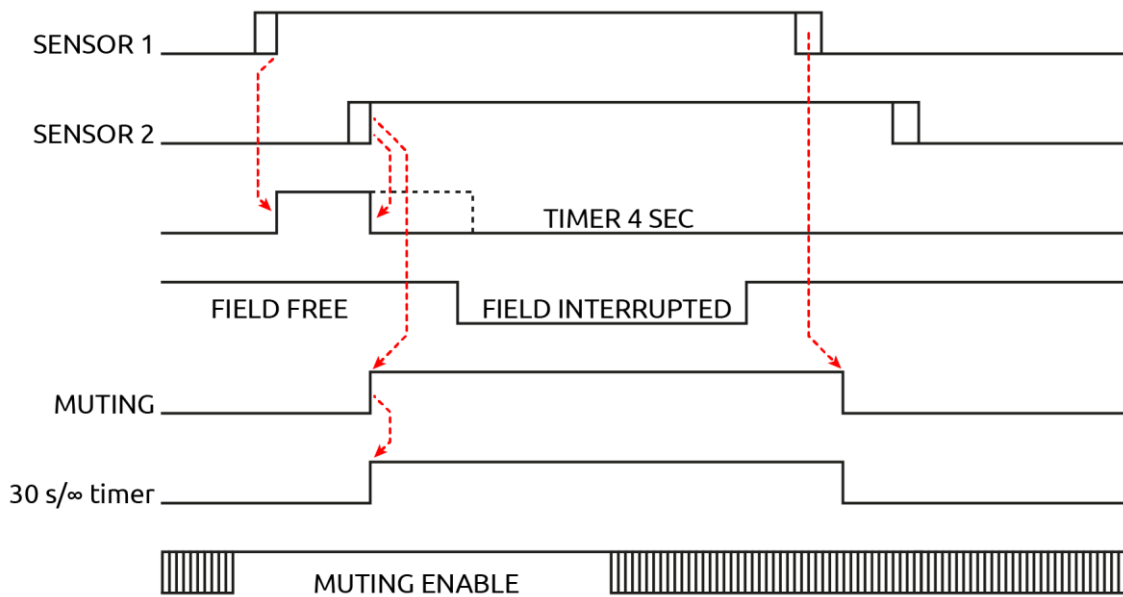 SENSOR 1
SENSOR 2
TIMER 4 SEC
FIELD FREE
FIELD INTERRUPTED
MUTING
30 s/∞ timer
MUTING ENABLE